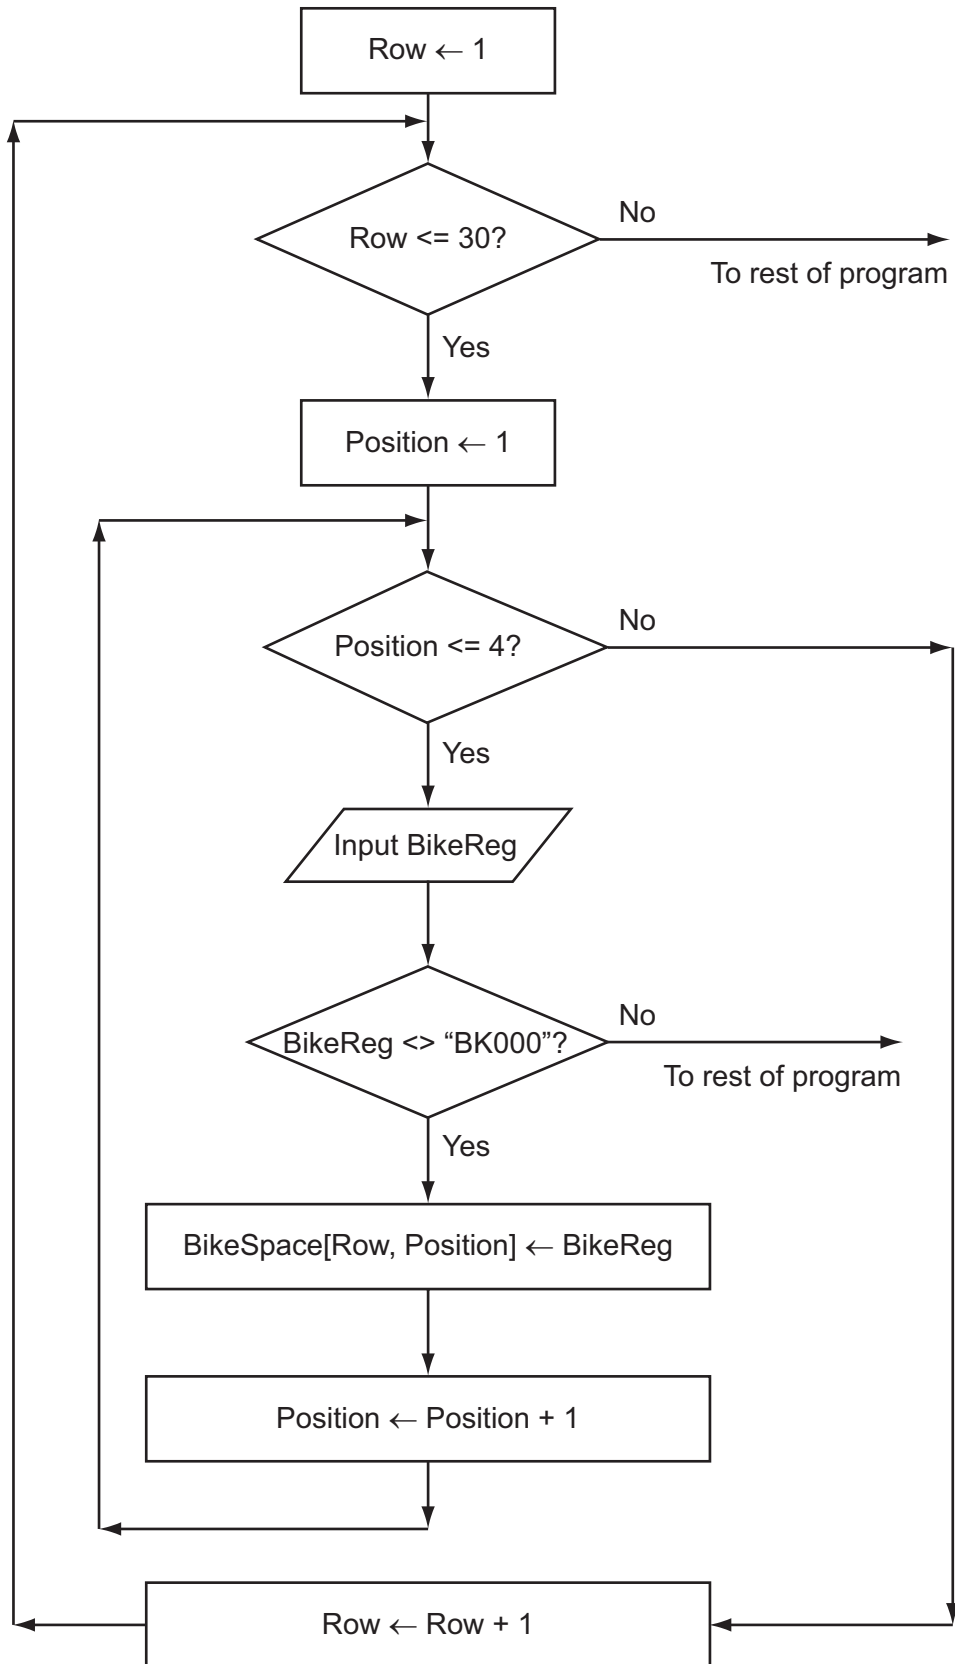 Row ← 1
Row <= 30?
No
To rest of program
Yes
Position ← 1
Position <= 4?
No
Yes
Input BikeReg
BikeReg <> “BK000”?
No
To rest of program
Yes
BikeSpace[Row, Position] ← BikeReg
Position ← Position + 1
Row ← Row + 1